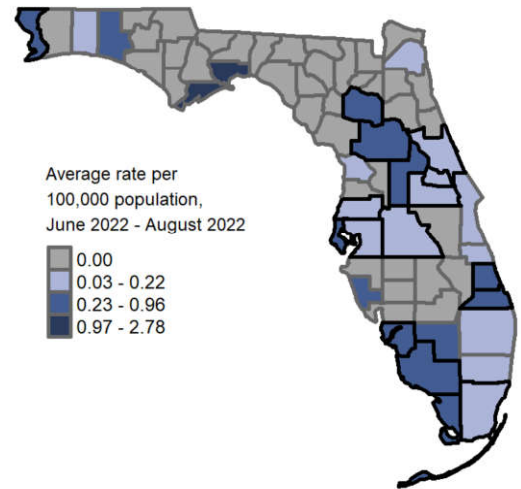 Average rate per
100,000 population,
June 2022 - August 2022
0.00
0.03 - 0.22
0.23 - 0.96
0.97 - 2.78